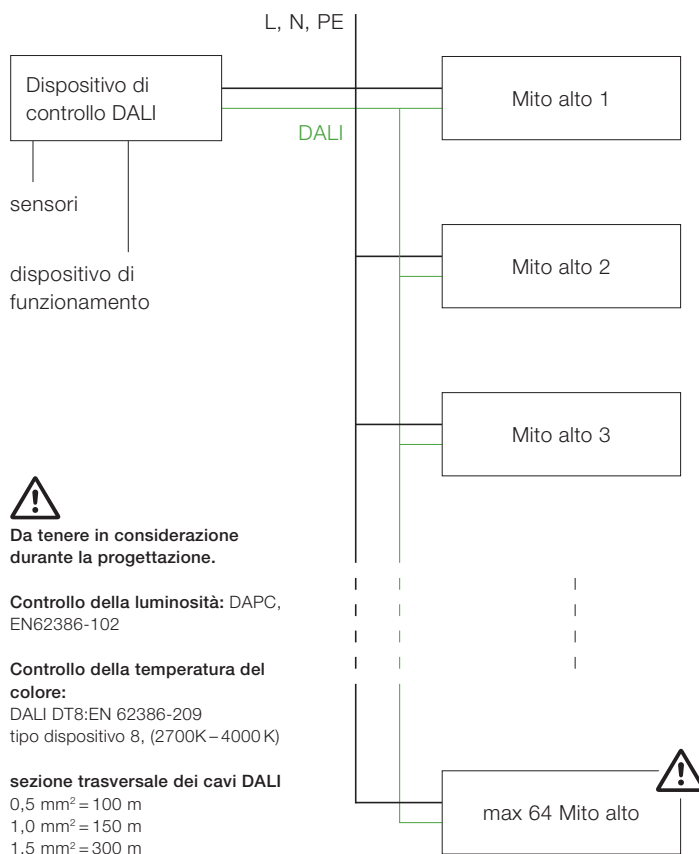 L, N, PE
Dispositivo di
controllo DALI
DALI
Mito alto 1
sensori
dispositivo di
funzionamento
Mito alto 2
Mito alto 3
Da tenere in considerazione
durante la progettazione.
Controllo della luminosità: DAPC,
EN62386-102
Controllo della temperatura del
colore:
DALI DT8:EN 62386-209
tipo dispositivo 8, (2700K – 4000 K)
sezione trasversale dei cavi DALI
0,5 mm² = 100 m
1,0 mm² = 150 m
1,5 mm² = 300 m
max 64 Mito alto